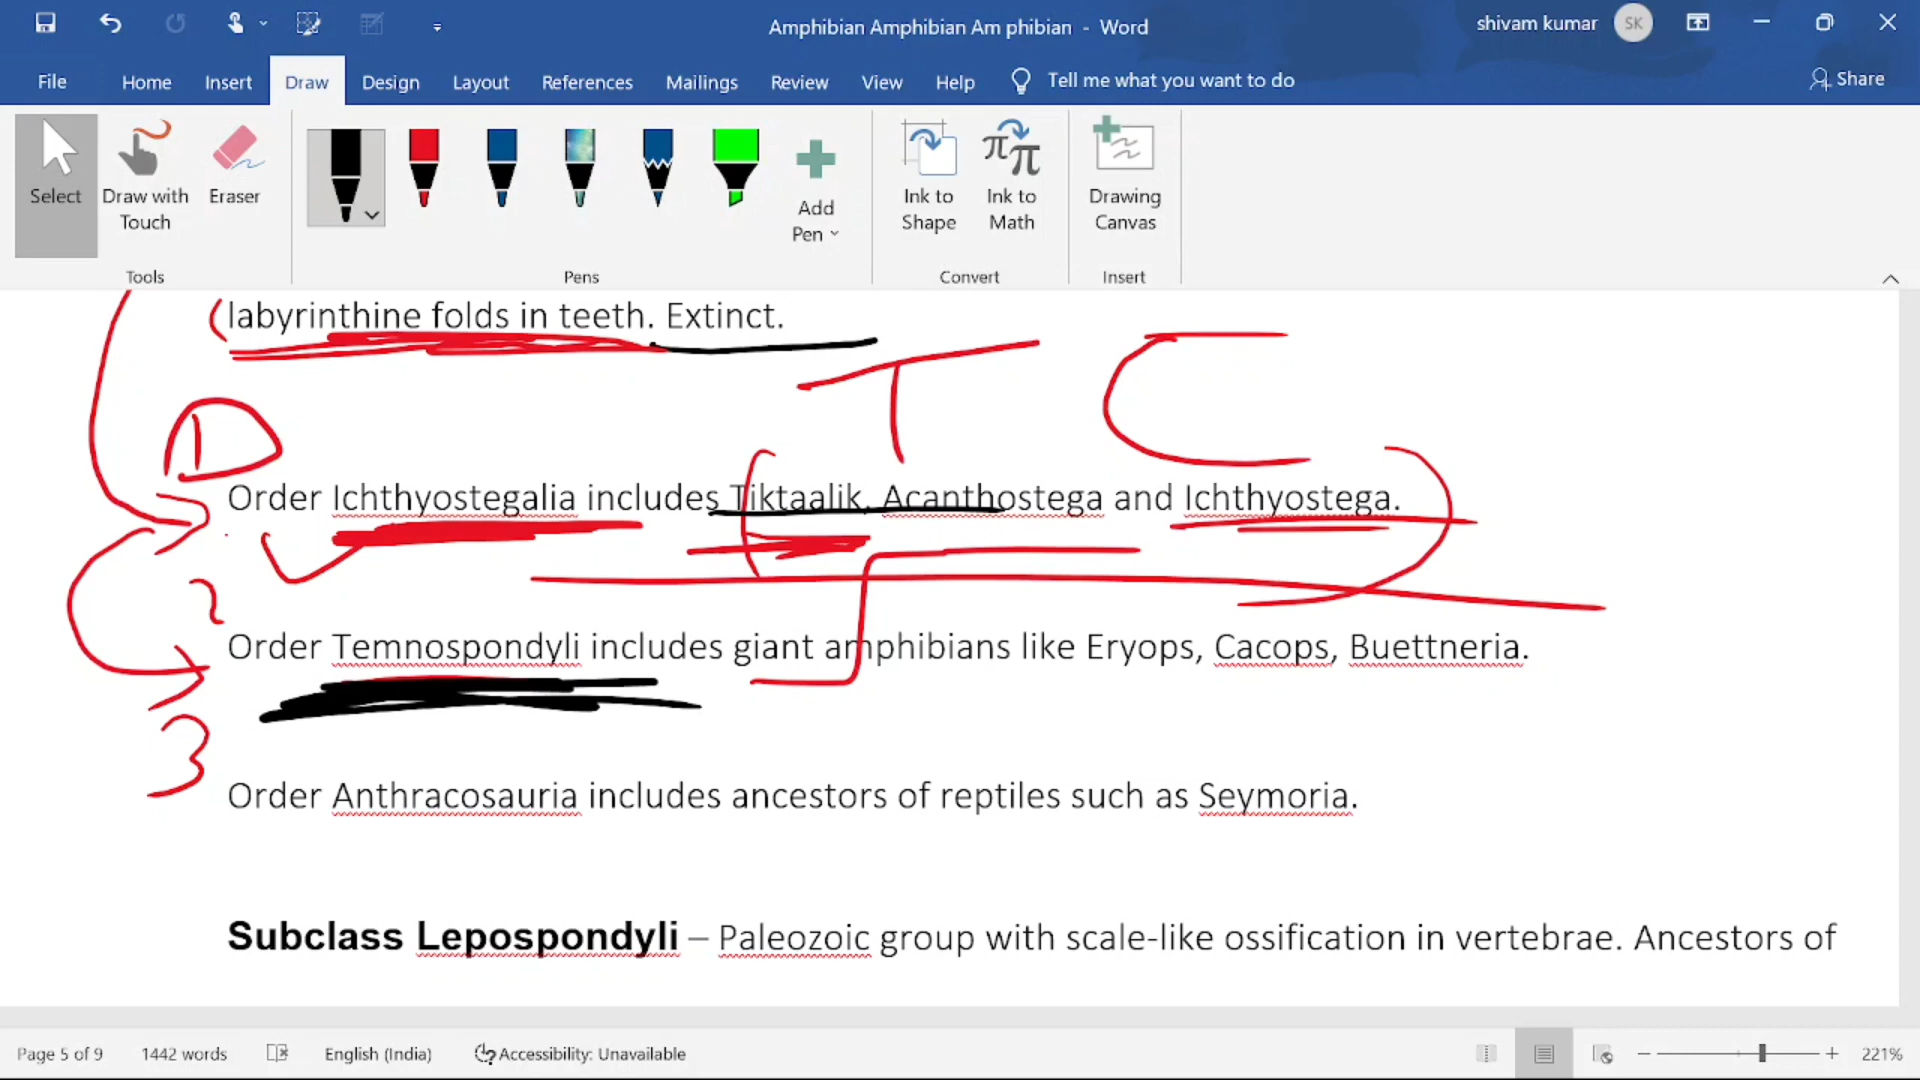 Amphibian Amphibian Am phibian - Word
shivam kumar
SK
File
Home
Insert
Draw
Design
Layout
References
Mailings
Review
View
Help
Tell me what you want to do
Share
Select
Draw with Touch
Eraser
Add Pen
Ink to Shape
Ink to Math
Drawing Canvas
Tools
Pens
Convert
Insert
(labyrinthine folds in teeth. Extinct.
T C
1
Order Ichthyostegalia includes Tiktaalik, Acanthostega and Ichthyostega.
2
Order Temnospondyli includes giant amphibians like Eryops, Cacops, Buettneria.
3
Order Anthracosauria includes ancestors of reptiles such as Seymoria.
Subclass Lepospondyli – Paleozoic group with scale-like ossification in vertebrae. Ancestors of
Page 5 of 9
1442 words
English (India)
Accessibility: Unavailable
221%